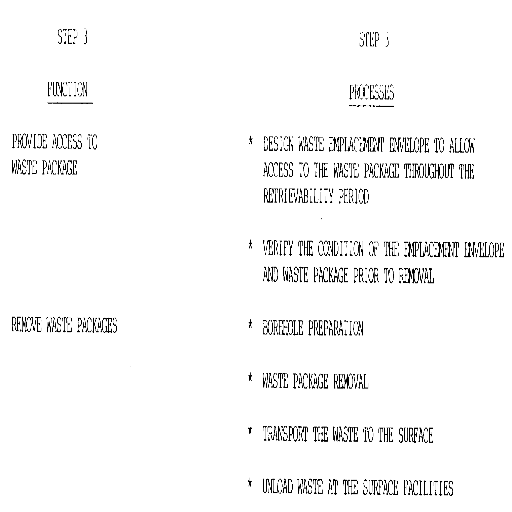 STEP 3
STEP 3
FUNCTION
PROCESSES
PROVIDE ACCESS TO
WASTE PACKAGE
* DESIGN WASTE EMPLACEMENT ENVELOPE TO ALLOW
ACCESS TO THE WASTE PACKAGE THROUGHOUT THE
RETRIEVABILITY PERIOD
* VERIFY THE CONDITION OF THE EMPLACEMENT ENVELOPE
AND WASTE PACKAGE PRIOR TO REMOVAL
REMOVE WASTE PACKAGES
* BOREHOLE PREPARATION
* WASTE PACKAGE REMOVAL
* TRANSPORT THE WASTE TO THE SURFACE
* UNLOAD WASTE AT THE SURFACE FACILITIES